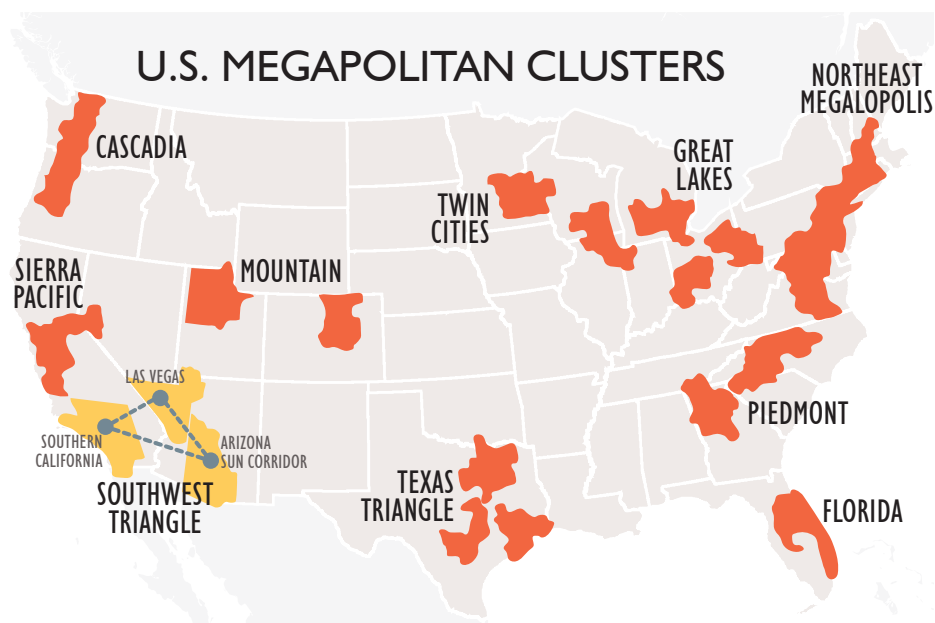 U.S. MEGAPOLITAN CLUSTERS
NORTHEAST
MEGALOPOLIS
CASCADIA
GREAT
LAKES
TWIN
CITIES
SIERRA
PACIFIC
MOUNTAIN
LAS VEGAS
SOUTHERN
CALIFORNIA
ARIZONA
SUN CORRIDOR
SOUTHWEST
TRIANGLE
TEXAS
TRIANGLE
PIEDMONT
FLORIDA